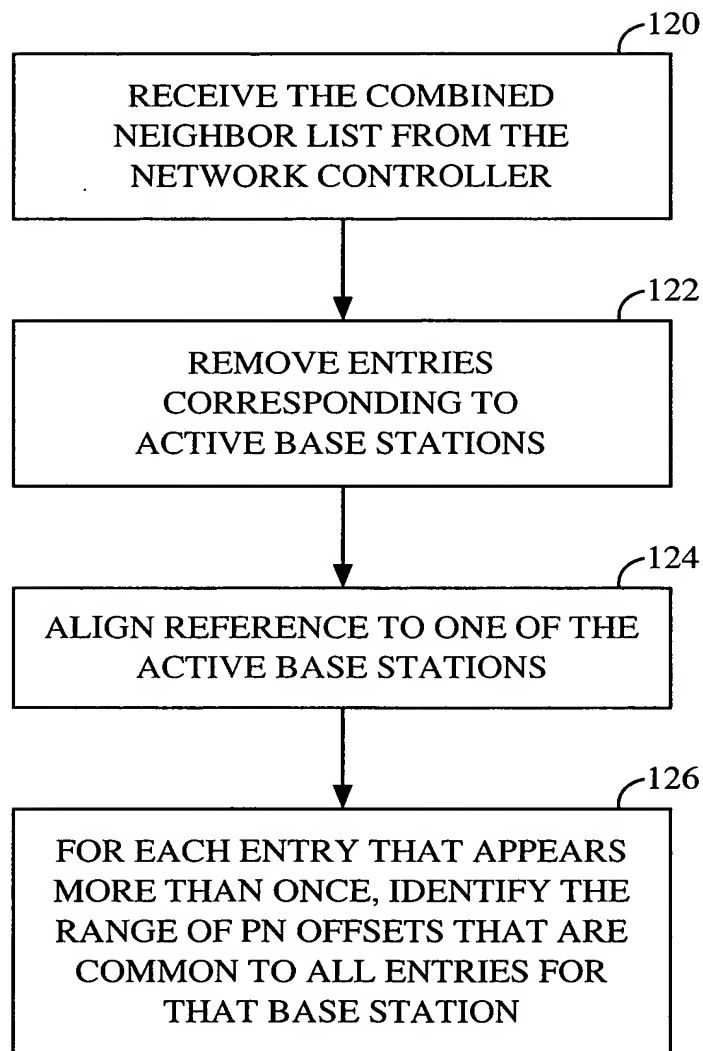 120
RECEIVE THE COMBINED
NEIGHBOR LIST FROM THE
NETWORK CONTROLLER
122
REMOVE ENTRIES
CORRESPONDING TO
ACTIVE BASE STATIONS
124
ALIGN REFERENCE TO ONE OF THE
ACTIVE BASE STATIONS
126
FOR EACH ENTRY THAT APPEARS
MORE THAN ONCE, IDENTIFY THE
RANGE OF PN OFFSETS THAT ARE
COMMON TO ALL ENTRIES FOR
THAT BASE STATION